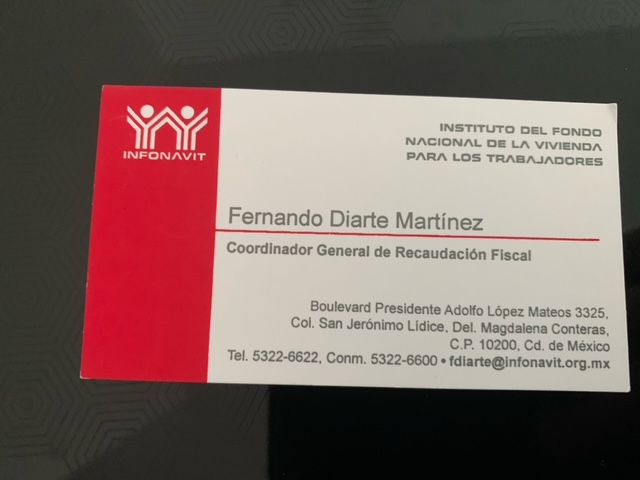 INFONAVIT
INSTITUTO DEL FONDO
NACIONAL DE LA VIVIENDA
PARA LOS TRABAJADORES
Fernando Diarte Martínez
Coordinador General de Recaudación Fiscal
Boulevard Presidente Adolfo López Mateos 3325,
Col. San Jerónimo Lídice, Del. Magdalena Conteras,
C.P. 10200, Cd. de México
Tel. 5322-6622, Conm. 5322-6600 • fdiarte@infonavit.org.mx